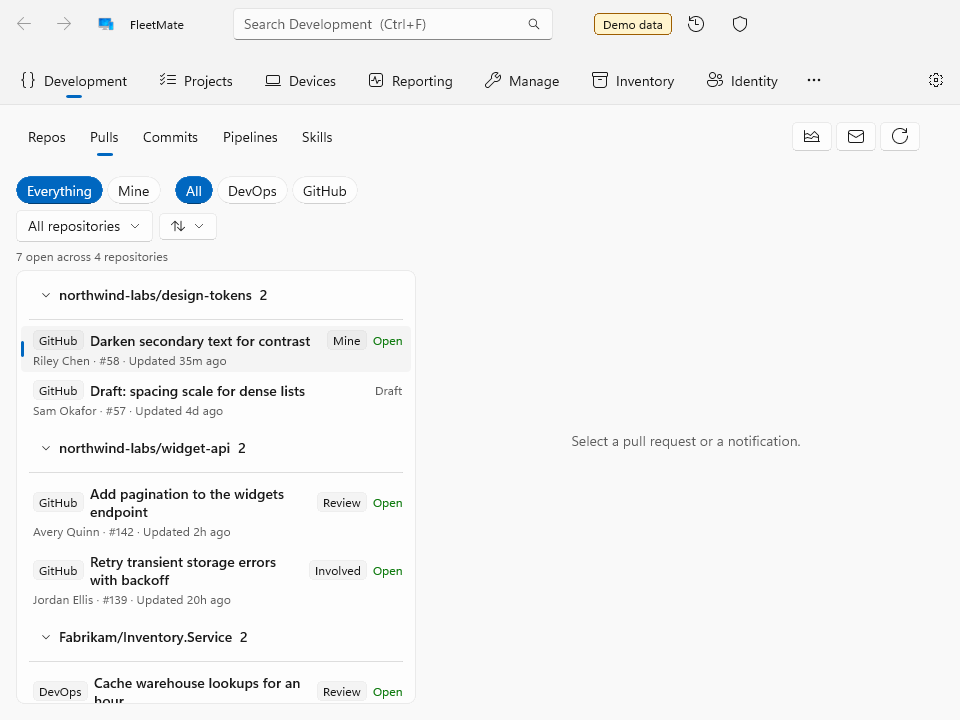 FleetMate
Search Development  (Ctrl+F)
Demo data
Development
Projects
Devices
Reporting
Manage
Inventory
Identity
Repos
Pulls
Commits
Pipelines
Skills
Everything
Mine
All
DevOps
GitHub
All repositories
7 open across 4 repositories
northwind-labs/design-tokens 2
GitHub
Darken secondary text for contrast
Mine
Open
Riley Chen · #58 · Updated 35m ago
GitHub
Draft: spacing scale for dense lists
Draft
Sam Okafor · #57 · Updated 4d ago
northwind-labs/widget-api 2
GitHub
Add pagination to the widgets
endpoint
Review
Open
Avery Quinn · #142 · Updated 2h ago
GitHub
Retry transient storage errors
with backoff
Involved
Open
Jordan Ellis · #139 · Updated 20h ago
Fabrikam/Inventory.Service 2
DevOps
Cache warehouse lookups for an
hour
Review
Open
Select a pull request or a notification.